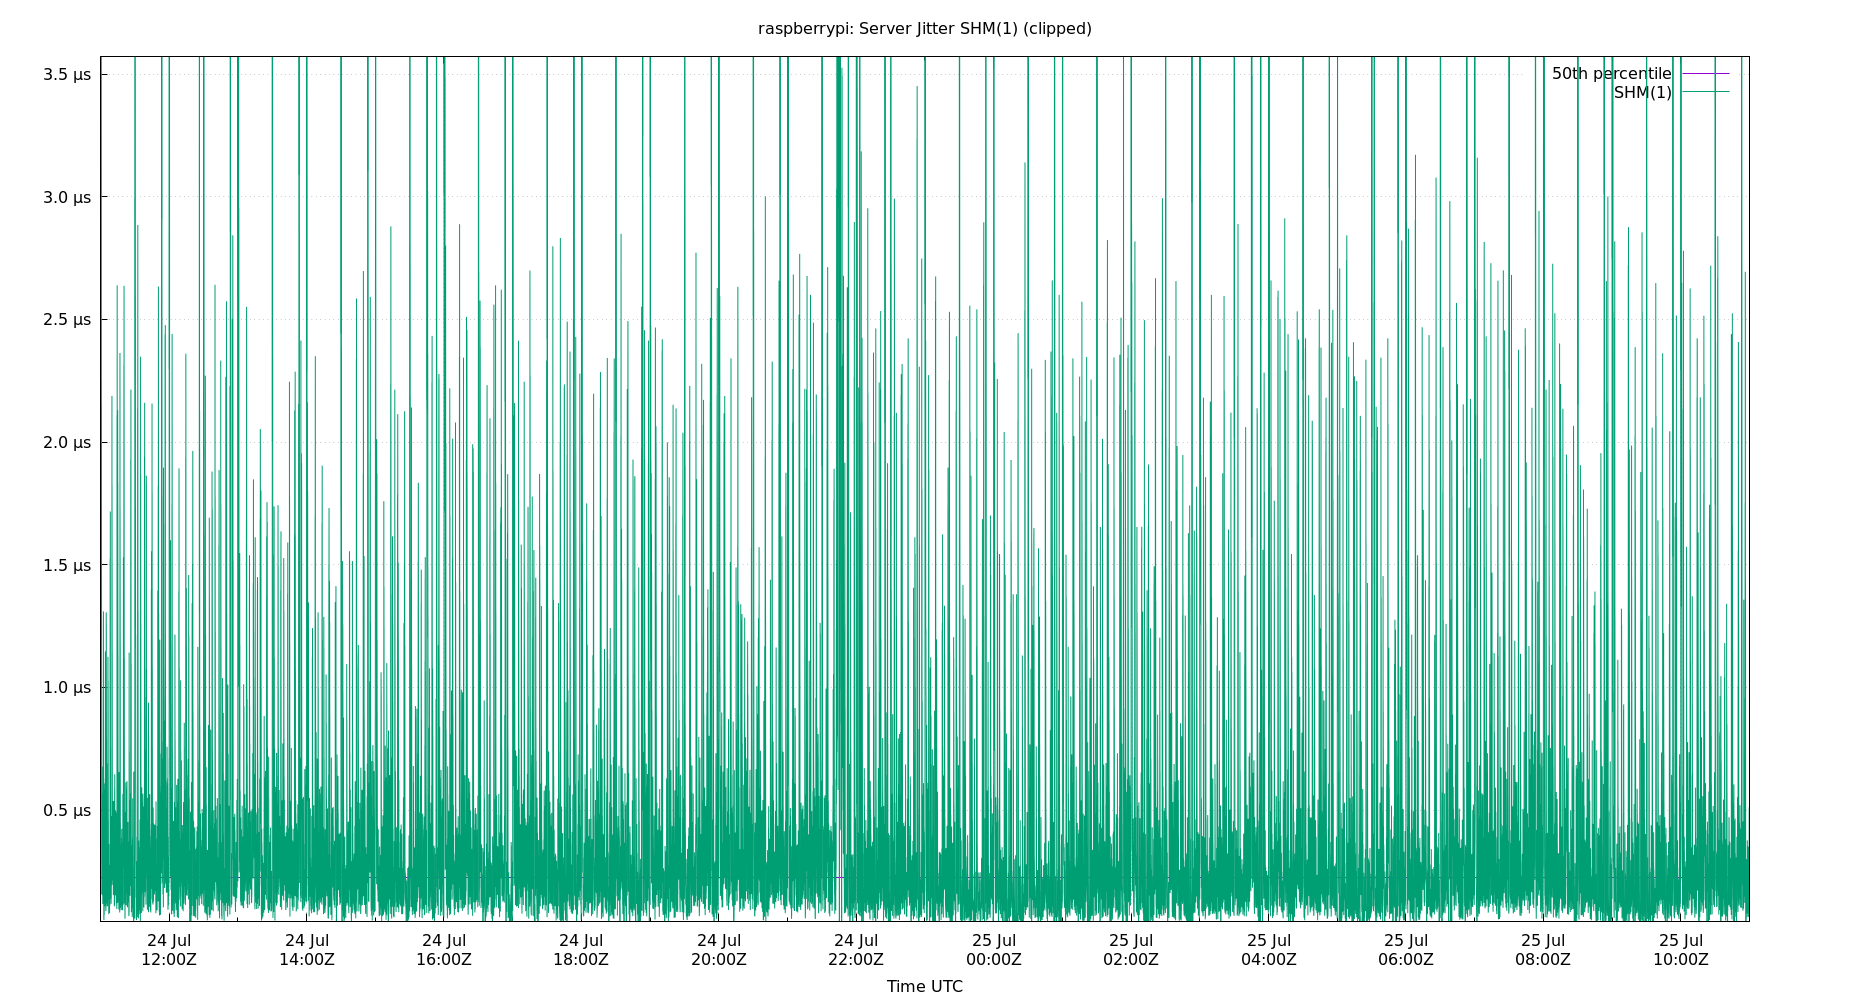 raspberrypi: Server Jitter SHM(1) (clipped)
50th percentile
SHM(1)
3.5 µs
3.0 µs
2.5 µs
2.0 µs
1.5 µs
1.0 µs
0.5 µs
24 Jul 24 Jul 24 Jul 24 Jul 24 Jul 24 Jul 25 Jul 25 Jul 25 Jul 25 Jul 25 Jul 25 Jul
12:00Z 14:00Z 16:00Z 18:00Z 20:00Z 22:00Z 00:00Z 02:00Z 04:00Z 06:00Z 08:00Z 10:00Z
Time UTC